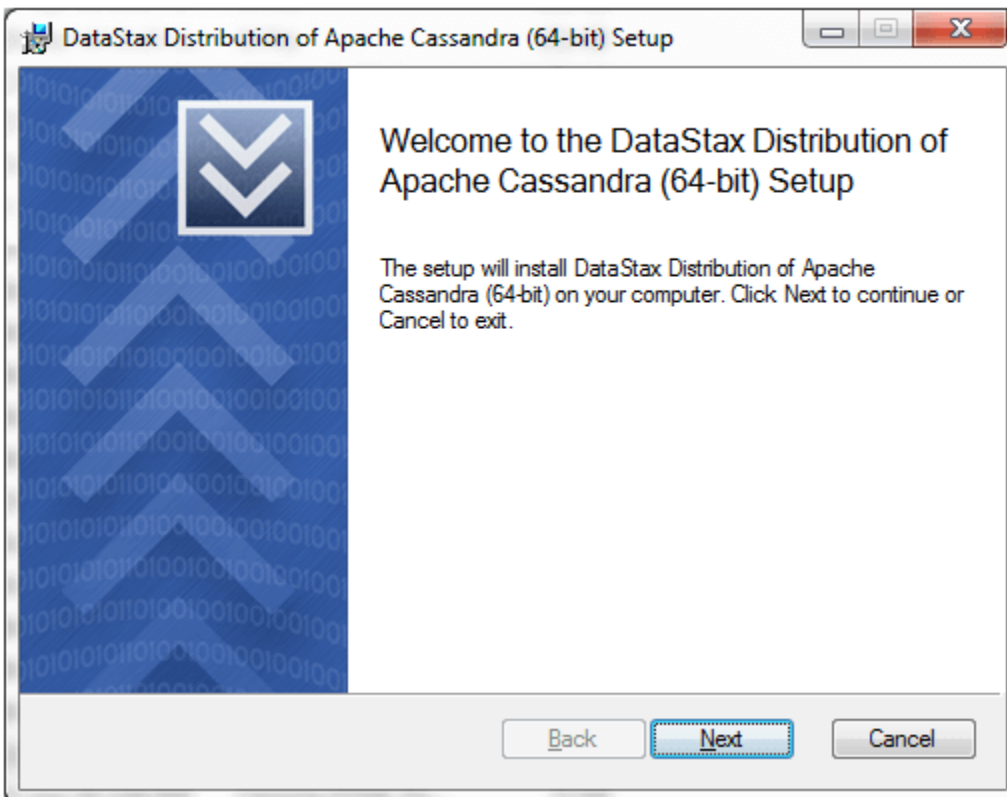 DataStax Distribution of Apache Cassandra (64-bit) Setup
Welcome to the DataStax Distribution of
Apache Cassandra (64-bit) Setup
The setup will install DataStax Distribution of Apache
Cassandra (64-bit) on your computer. Click Next to continue or
Cancel to exit.
Back Next Cancel